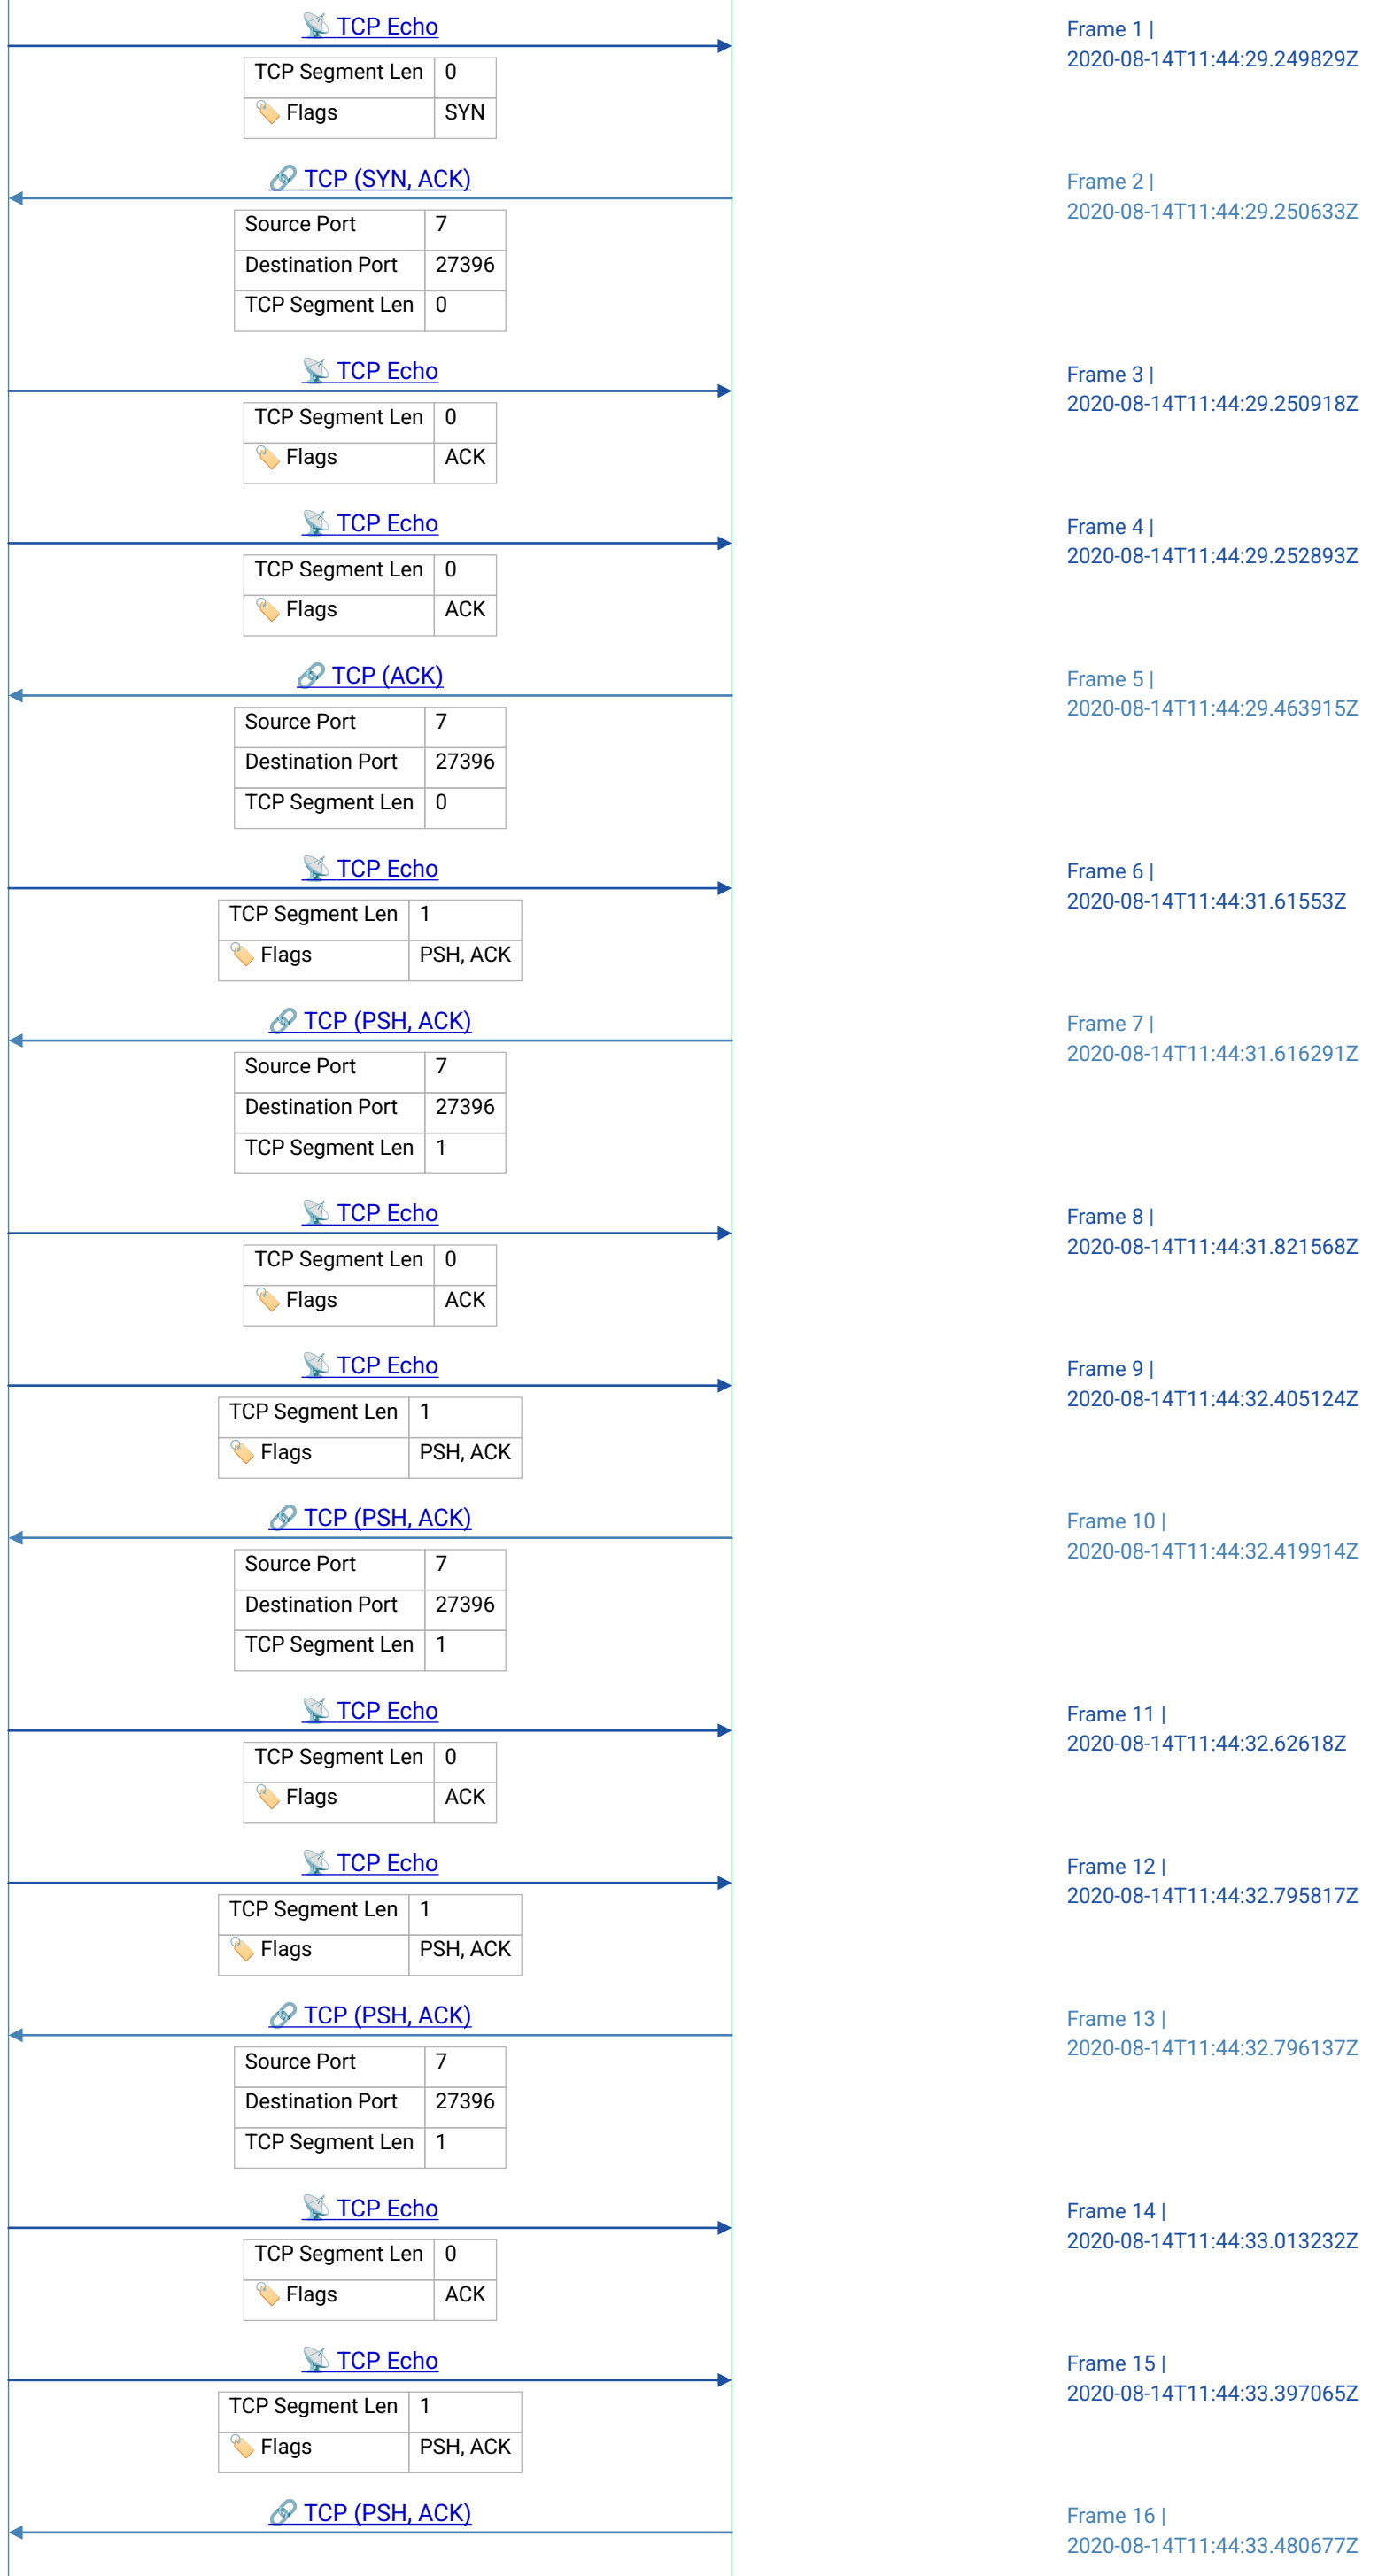 TCP Echo
Frame 1 |
2020-08-14T11:44:29.249829Z
TCP Segment Len 0
Flags SYN
TCP (SYN, ACK)
Frame 2 |
2020-08-14T11:44:29.250633Z
Source Port 7
Destination Port 27396
TCP Segment Len 0
TCP Echo
Frame 3 |
2020-08-14T11:44:29.250918Z
TCP Segment Len 0
Flags ACK
TCP Echo
Frame 4 |
2020-08-14T11:44:29.252893Z
TCP Segment Len 0
Flags ACK
TCP (ACK)
Frame 5 |
2020-08-14T11:44:29.463915Z
Source Port 7
Destination Port 27396
TCP Segment Len 0
TCP Echo
Frame 6 |
2020-08-14T11:44:31.61553Z
TCP Segment Len 1
Flags PSH, ACK
TCP (PSH, ACK)
Frame 7 |
2020-08-14T11:44:31.616291Z
Source Port 7
Destination Port 27396
TCP Segment Len 1
TCP Echo
Frame 8 |
2020-08-14T11:44:31.821568Z
TCP Segment Len 0
Flags ACK
TCP Echo
Frame 9 |
2020-08-14T11:44:32.405124Z
TCP Segment Len 1
Flags PSH, ACK
TCP (PSH, ACK)
Frame 10 |
2020-08-14T11:44:32.419914Z
Source Port 7
Destination Port 27396
TCP Segment Len 1
TCP Echo
Frame 11 |
2020-08-14T11:44:32.62618Z
TCP Segment Len 0
Flags ACK
TCP Echo
Frame 12 |
2020-08-14T11:44:32.795817Z
TCP Segment Len 1
Flags PSH, ACK
TCP (PSH, ACK)
Frame 13 |
2020-08-14T11:44:32.796137Z
Source Port 7
Destination Port 27396
TCP Segment Len 1
TCP Echo
Frame 14 |
2020-08-14T11:44:33.013232Z
TCP Segment Len 0
Flags ACK
TCP Echo
Frame 15 |
2020-08-14T11:44:33.397065Z
TCP Segment Len 1
Flags PSH, ACK
TCP (PSH, ACK)
Frame 16 |
2020-08-14T11:44:33.480677Z